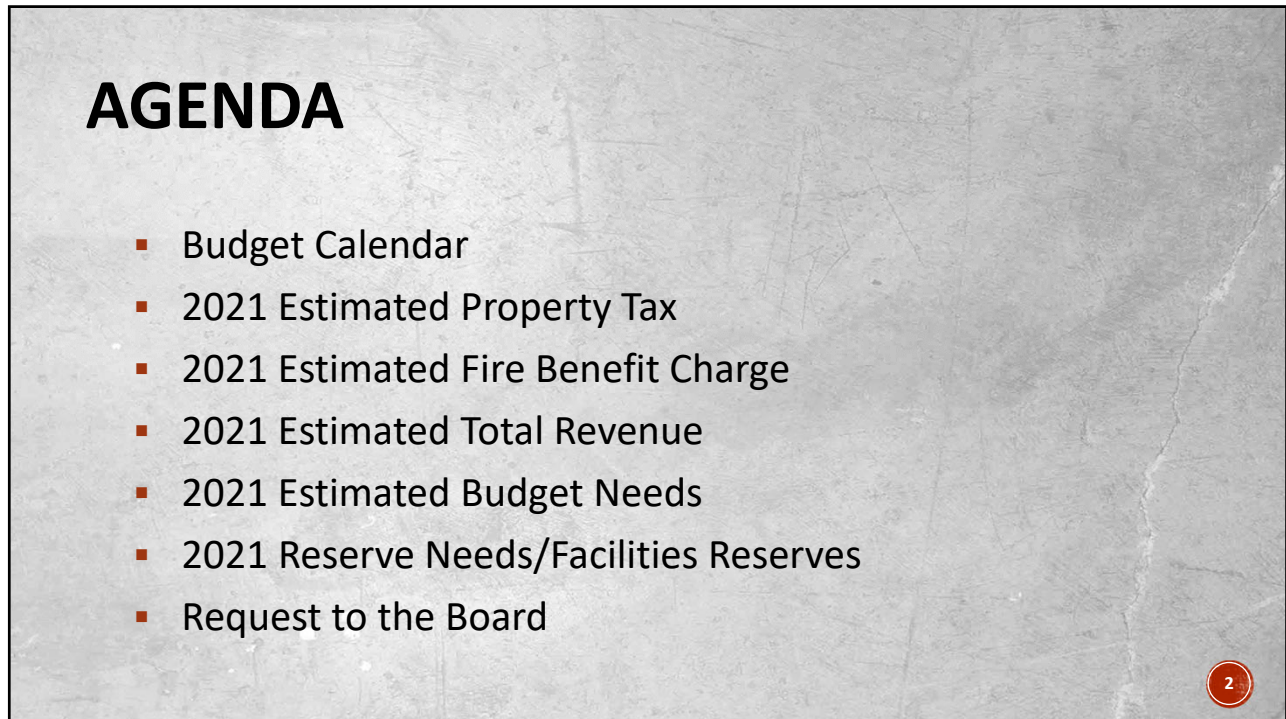 AGENDA
▪ Budget Calendar
▪ 2021 Estimated Property Tax
▪ 2021 Estimated Fire Benefit Charge
▪ 2021 Estimated Total Revenue
▪ 2021 Estimated Budget Needs
▪ 2021 Reserve Needs/Facilities Reserves
▪ Request to the Board
2